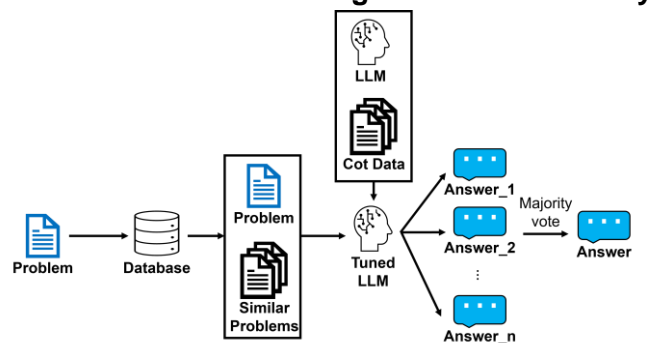 LLM
Cot Data
Problem
Database
Problem
Similar
Problems
Tuned
LLM
Answer_1
Answer_2
⋮
Answer_n
Majority
vote
Answer